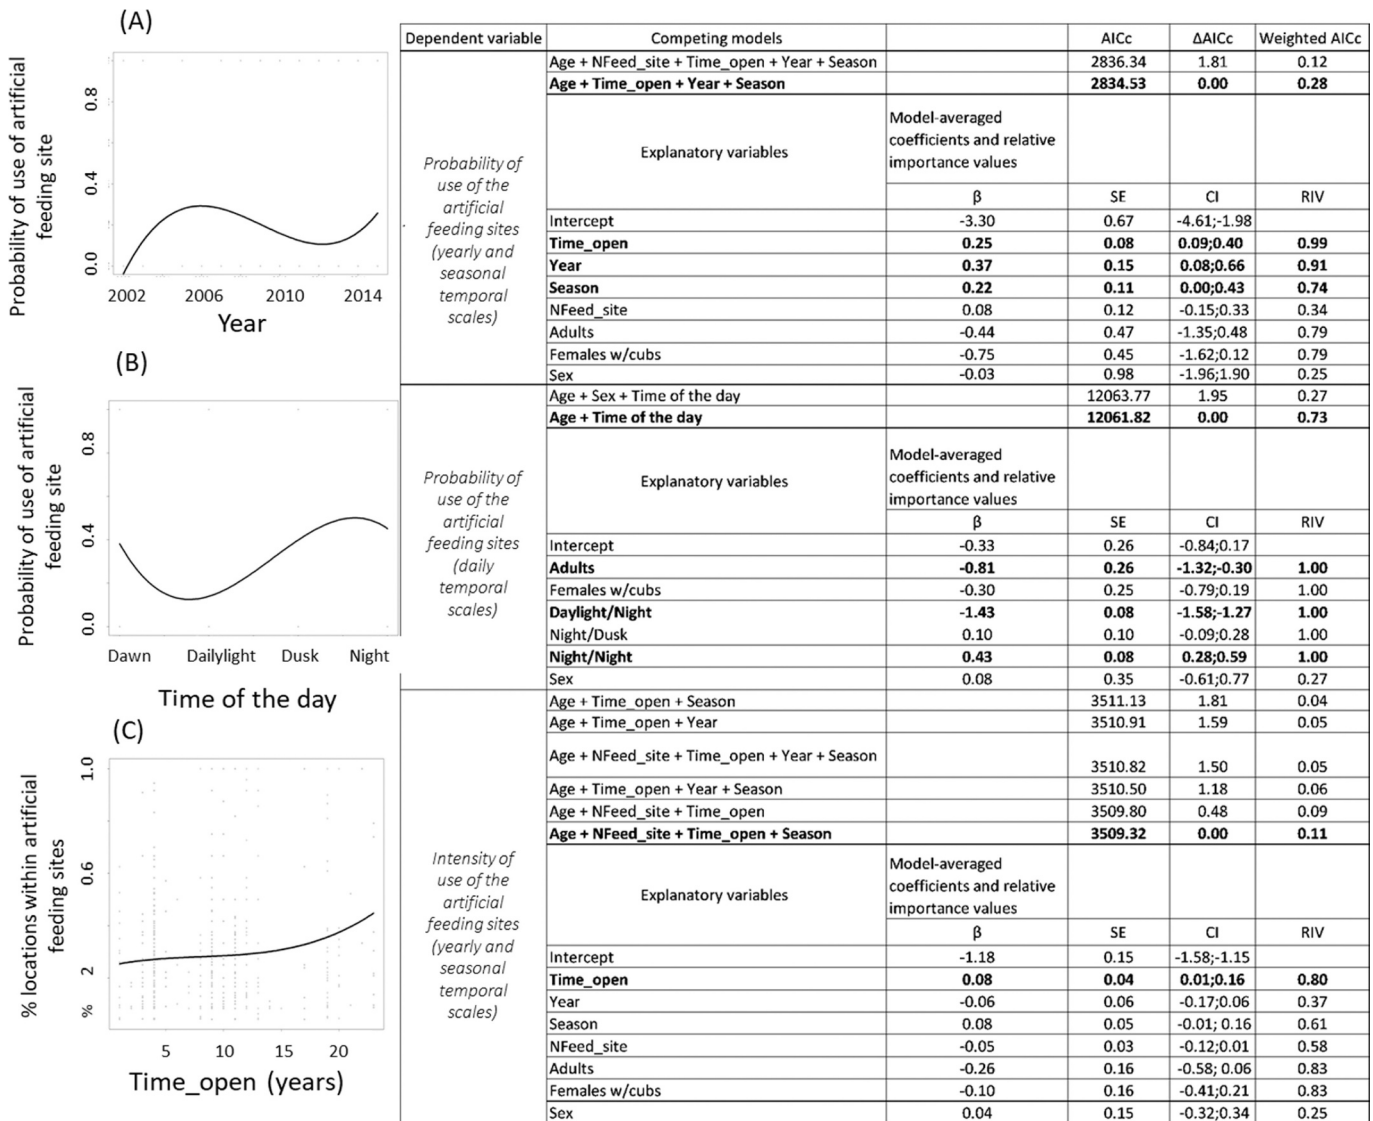 (A)
Probability of use of artificial
feeding site
0.8
0.4
0.0
2002 2006 2010 2014
Year
(B)
Probability of use of artificial
feeding site
0.8
0.4
0.0
Dawn Dailylight Dusk Night
Time of the day
(C)
% locations within artificial
feeding sites
1.0
0.6
2
%
5 10 15 20
Time_open (years)
Dependent variable Competing models AICc ΔAICc Weighted AICc
Probability of
use of the
artificial
feeding sites
(yearly and
seasonal
temporal
scales)
Age + NFeed_site + Time_open + Year + Season 2836.34 1.81 0.12
Age + Time_open + Year + Season 2834.53 0.00 0.28
Explanatory variables
Model-averaged
coefficients and relative
importance values
β SE CI RIV
Intercept -3.30 0.67 -4.61;-1.98
Time_open 0.25 0.08 0.09;0.40 0.99
Year 0.37 0.15 0.08;0.66 0.91
Season 0.22 0.11 0.00;0.43 0.74
NFeed_site 0.08 0.12 -0.15;0.33 0.34
Adults -0.44 0.47 -1.35;0.48 0.79
Females w/cubs -0.75 0.45 -1.62;0.12 0.79
Sex -0.03 0.98 -1.96;1.90 0.25
Probability of
use of the
artificial
feeding sites
(daily
temporal
scales)
Age + Sex + Time of the day 12063.77 1.95 0.27
Age + Time of the day 12061.82 0.00 0.73
Explanatory variables
Model-averaged
coefficients and relative
importance values
β SE CI RIV
Intercept -0.33 0.26 -0.84;0.17
Adults -0.81 0.26 -1.32;-0.30 1.00
Females w/cubs -0.30 0.25 -0.79;0.19 1.00
Daylight/Night -1.43 0.08 -1.58;-1.27 1.00
Night/Dusk 0.10 0.10 -0.09;0.28 1.00
Night/Night 0.43 0.08 0.28;0.59 1.00
Sex 0.08 0.35 -0.61;0.77 0.27
Intensity of
use of the
artificial
feeding sites
(yearly and
seasonal
temporal
scales)
Age + Time_open + Season 3511.13 1.81 0.04
Age + Time_open + Year 3510.91 1.59 0.05
Age + NFeed_site + Time_open + Year + Season 3510.82 1.50 0.05
Age + Time_open + Year + Season 3510.50 1.18 0.06
Age + NFeed_site + Time_open 3509.80 0.48 0.09
Age + NFeed_site + Time_open + Season 3509.32 0.00 0.11
Explanatory variables
Model-averaged
coefficients and relative
importance values
β SE CI RIV
Intercept -1.18 0.15 -1.58;-1.15
Time_open 0.08 0.04 0.01;0.16 0.80
Year -0.06 0.06 -0.17;0.06 0.37
Season 0.08 0.05 -0.01; 0.16 0.61
NFeed_site -0.05 0.03 -0.12;0.01 0.58
Adults -0.26 0.16 -0.58; 0.06 0.83
Females w/cubs -0.10 0.16 -0.41;0.21 0.83
Sex 0.04 0.15 -0.32;0.34 0.25